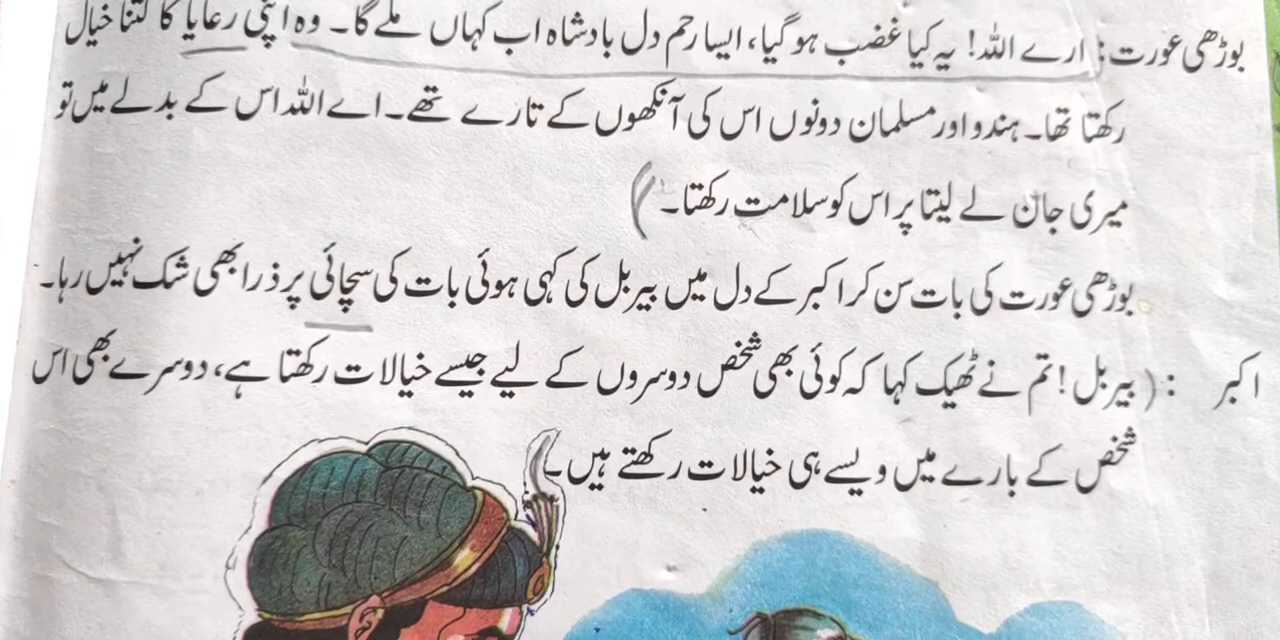 بوڑھی عورت: ارے اللہ! یہ کیا غضب ہو گیا، ایسا رحم دل بادشاہ اب کہاں ملے گا۔ وہ اپنی رعایا کا کتنا خیال
رکھتا تھا۔ ہندو اور مسلمان دونوں اس کی آنکھوں کے تارے تھے۔ اے اللہ اس کے بدلے میں تو
میری جان لے لیتا پر اس کو سلامت رکھتا۔
بوڑھی عورت کی بات سن کر اکبر کے دل میں بیربل کی کہی ہوئی بات کی سچائی پر ذرا بھی شک نہیں رہا۔
اکبر : (بیربل! تم نے ٹھیک کہا کہ کوئی بھی شخص دوسروں کے لیے جیسے خیالات رکھتا ہے، دوسرے بھی اس
شخص کے بارے میں ویسے ہی خیالات رکھتے ہیں۔